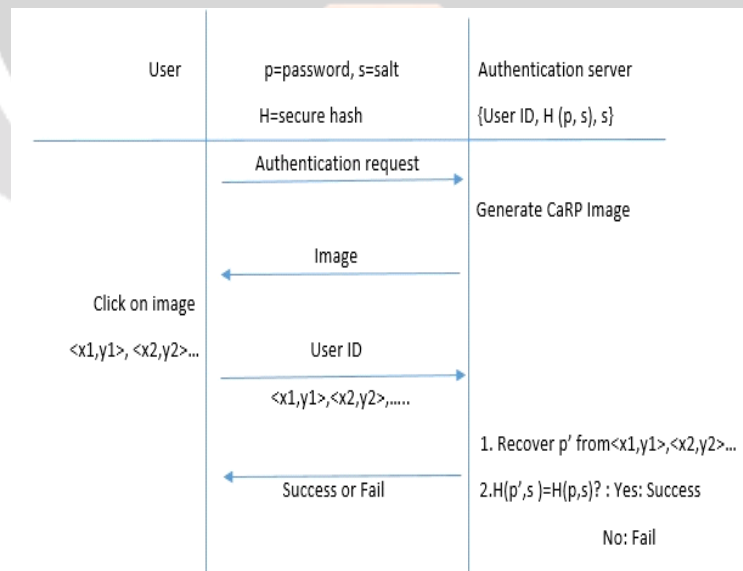 User
p=password, s=salt
Authentication server
H=secure hash
{User ID, H (p, s), s}
Authentication request
Generate CaRP Image
Image
Click on image
<x1,y1>, <x2,y2>...
User ID
<x1,y1>,<x2,y2>,.....
1. Recover p' from<x1,y1>,<x2,y2>...
Success or Fail
2.H(p',s )=H(p,s)? : Yes: Success
No: Fail